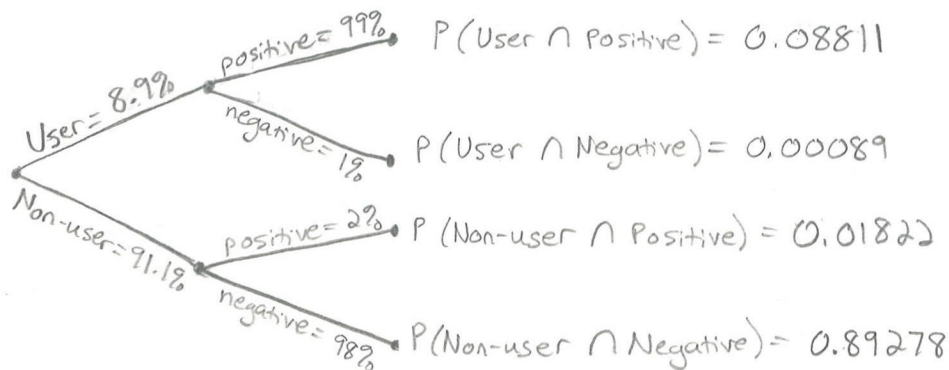 positive = 99%
P(User ∩ Positive) = 0.08811
User = 8.9%
negative = 1%
P(User ∩ Negative) = 0.00089
Non-user = 91.1%
positive = 2%
P(Non-user ∩ Positive) = 0.01822
negative = 98%
P(Non-user ∩ Negative) = 0.89278